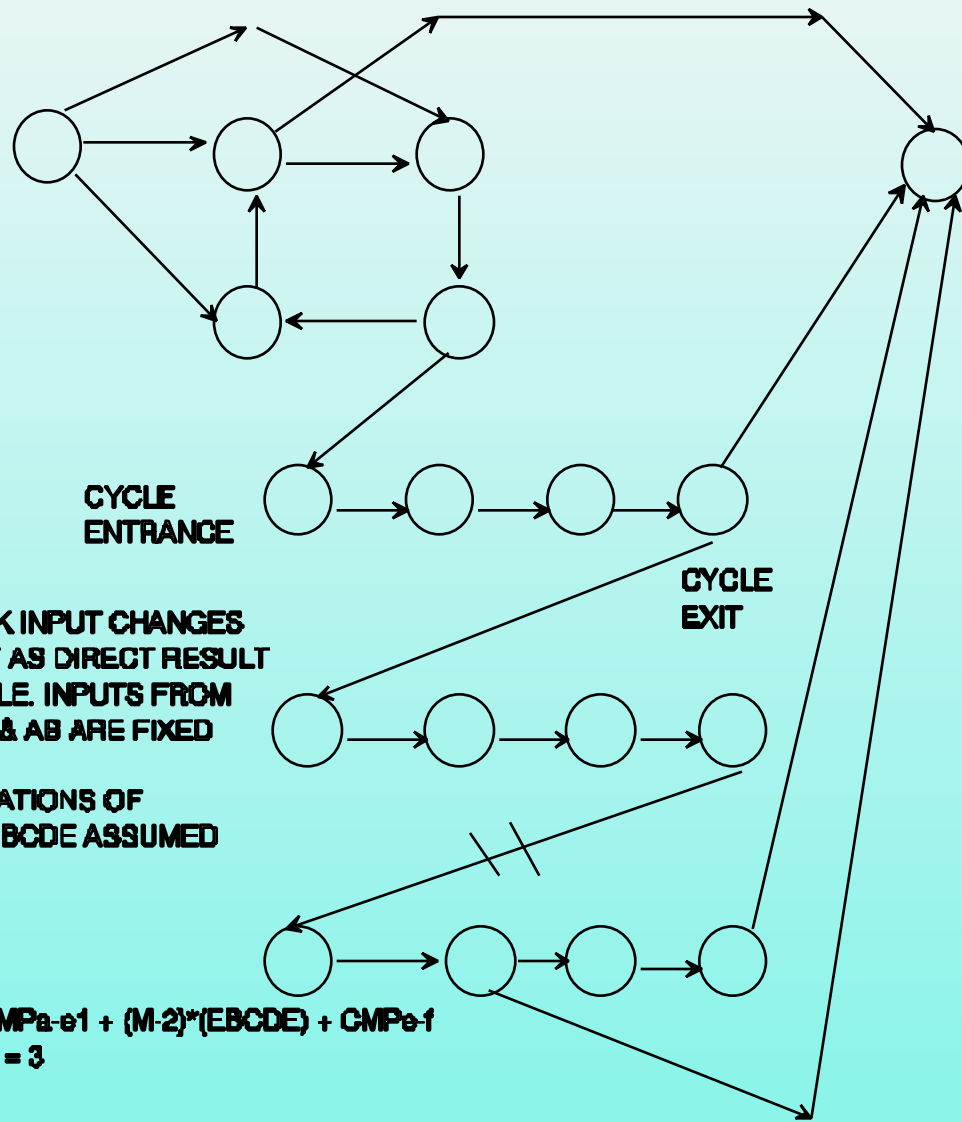 CYCLE
ENTRANCE
CYCLE
EXIT
K INPUT CHANGES
AS DIRECT RESULT
LE. INPUTS FROM
& AB ARE FIXED
ATIONS OF
BCDE ASSUMED
MPa-e1 + (M-2)*(EBCDE) + CMPe-f
= 3